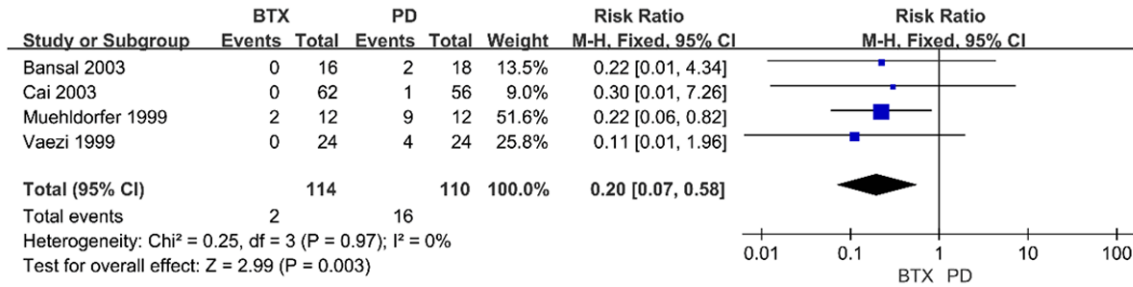 BTX PD Risk Ratio Risk Ratio
Study or Subgroup Events Total Events Total Weight M-H, Fixed, 95% CI M-H, Fixed, 95% CI
Bansal 2003 0 16 2 18 13.5% 0.22 [0.01, 4.34]
Cai 2003 0 62 1 56 9.0% 0.30 [0.01, 7.26]
Muehldorfer 1999 2 12 9 12 51.6% 0.22 [0.06, 0.82]
Vaezi 1999 0 24 4 24 25.8% 0.11 [0.01, 1.96]
Total (95% CI) 114 110 100.0% 0.20 [0.07, 0.58]
Total events 2 16
Heterogeneity: Chi² = 0.25, df = 3 (P = 0.97); I² = 0%
Test for overall effect: Z = 2.99 (P = 0.003)
0.01 0.1 1 10 100
BTX PD